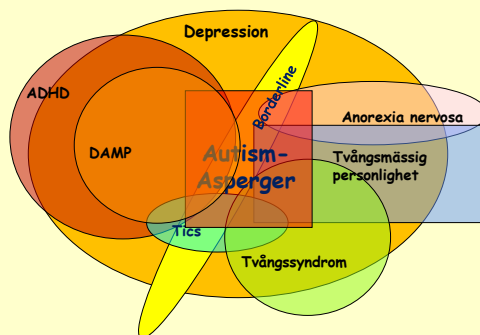 Depression
ADHD
Borderline
Anorexia nervosa
DAMP
Autism-
Asperger
Tvångsmässig
personlighet
Tics
Tvångssyndrom